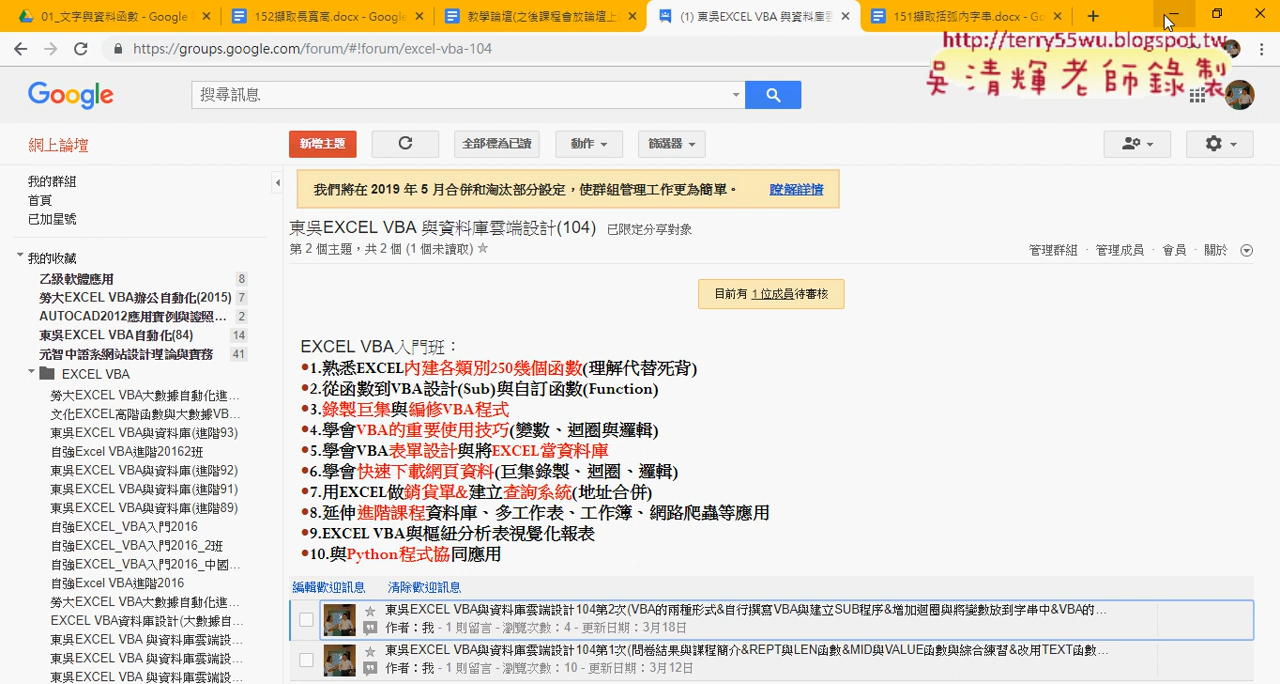 01_文字與資料函數 - Google
152擷取長寬高.docx - Google
教學論壇(之後課程會放論壇上
(1) 東吳EXCEL VBA 與資料庫雲
151擷取括弧內字串.docx - Go
https://groups.google.com/forum/#!forum/excel-vba-104
http://terry55wu.blogspot.tw
吳清輝老師錄製
Google
搜尋訊息
網上論壇
新增主題
全部標為已讀
動作
篩選器
我的群組
首頁
已加星號
我們將在 2019 年 5 月合併和淘汰部分設定，使群組管理工作更為簡單。 瞭解詳情
東吳EXCEL VBA 與資料庫雲端設計(104) 已限定分享對象
第 2 個主題，共 2 個 (1 個未讀取)
管理群組 · 管理成員 · 會員 · 關於
目前有 1 位成員待審核
我的收藏
乙級軟體應用 8
勞大EXCEL VBA辦公自動化(2015) 7
AUTOCAD2012應用實例與證照... 2
東吳EXCEL VBA自動化(84) 14
元智中語系網站設計理論與實務 41
EXCEL VBA
勞大EXCEL VBA大數據自動化進...
文化EXCEL高階函數與大數據VB...
東吳EXCEL VBA與資料庫(進階93)
自強Excel VBA進階20162班
東吳EXCEL VBA與資料庫(進階92)
東吳EXCEL VBA與資料庫(進階91)
東吳EXCEL VBA與資料庫(進階89)
自強EXCEL_VBA入門2016
自強EXCEL_VBA入門2016_2班
自強EXCEL_VBA入門2016_中國...
自強Excel VBA進階2016
勞大EXCEL VBA大數據自動化進...
EXCEL VBA資料庫設計(大數據自...
東吳EXCEL VBA 與資料庫雲端設...
東吳EXCEL VBA 與資料庫雲端設...
東吳EXCEL VBA 與資料庫雲端設...
EXCEL VBA入門班：
•1.熟悉EXCEL內建各類別250幾個函數(理解代替死背)
•2.從函數到VBA設計(Sub)與自訂函數(Function)
•3.錄製巨集與編修VBA程式
•4.學會VBA的重要使用技巧(變數、迴圈與邏輯)
•5.學會VBA表單設計與將EXCEL當資料庫
•6.學會快速下載網頁資料(巨集錄製、迴圈、邏輯)
•7.用EXCEL做銷貨單&建立查詢系統(地址合併)
•8.延伸進階課程資料庫、多工作表、工作簿、網路爬蟲等應用
•9.EXCEL VBA與樞紐分析表視覺化報表
•10.與Python程式協同應用
編輯歡迎訊息 清除歡迎訊息
東吳EXCEL VBA與資料庫雲端設計104第2次(VBA的兩種形式&自行撰寫VBA與建立SUB程序&增加迴圈與將變數放到字串中&VBA的...
作者：我 - 1 則留言 - 瀏覽次數：4 - 更新日期：3月18日
東吳EXCEL VBA與資料庫雲端設計104第1次(問卷結果與課程簡介&REPT與LEN函數&MID與VALUE函數與綜合練習&改用TEXT函數...
作者：我 - 1 則留言 - 瀏覽次數：10 - 更新日期：3月12日